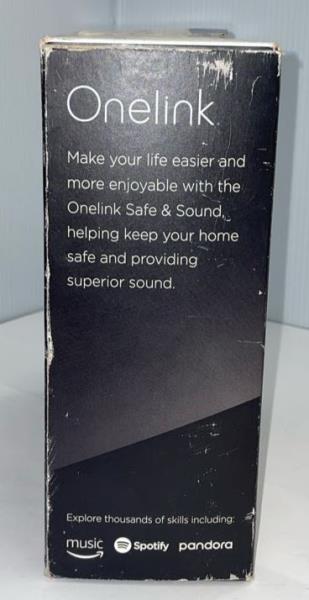 Onelink
Make your life easier and
more enjoyable with the
Onelink Safe & Sound,
helping keep your home
safe and providing
superior sound.
Explore thousands of skills including:
music Spotify pandora